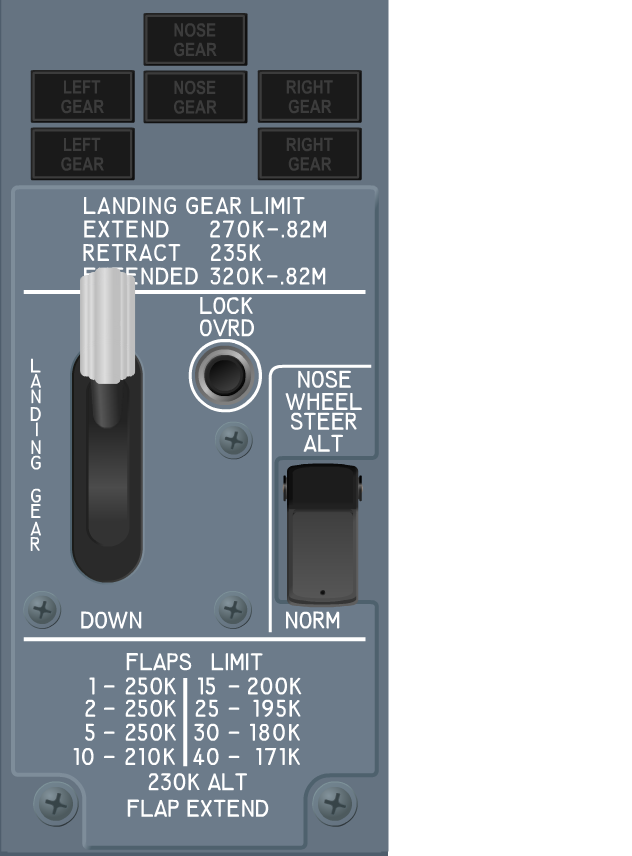 NOSE
GEAR
LEFT
GEAR
NOSE
GEAR
RIGHT
GEAR
LEFT
GEAR
RIGHT
GEAR
LANDING GEAR LIMIT
EXTEND 270K-.82M
RETRACT 235K
EXTENDED 320K-.82M
LOCK
OVRD
LANDING GEAR
NOSE
WHEEL
STEER
ALT
DOWN
NORM
FLAPS LIMIT
1 - 250K 15 - 200K
2 - 250K 25 - 195K
5 - 250K 30 - 180K
10 - 210K 40 - 171K
230K ALT
FLAP EXTEND